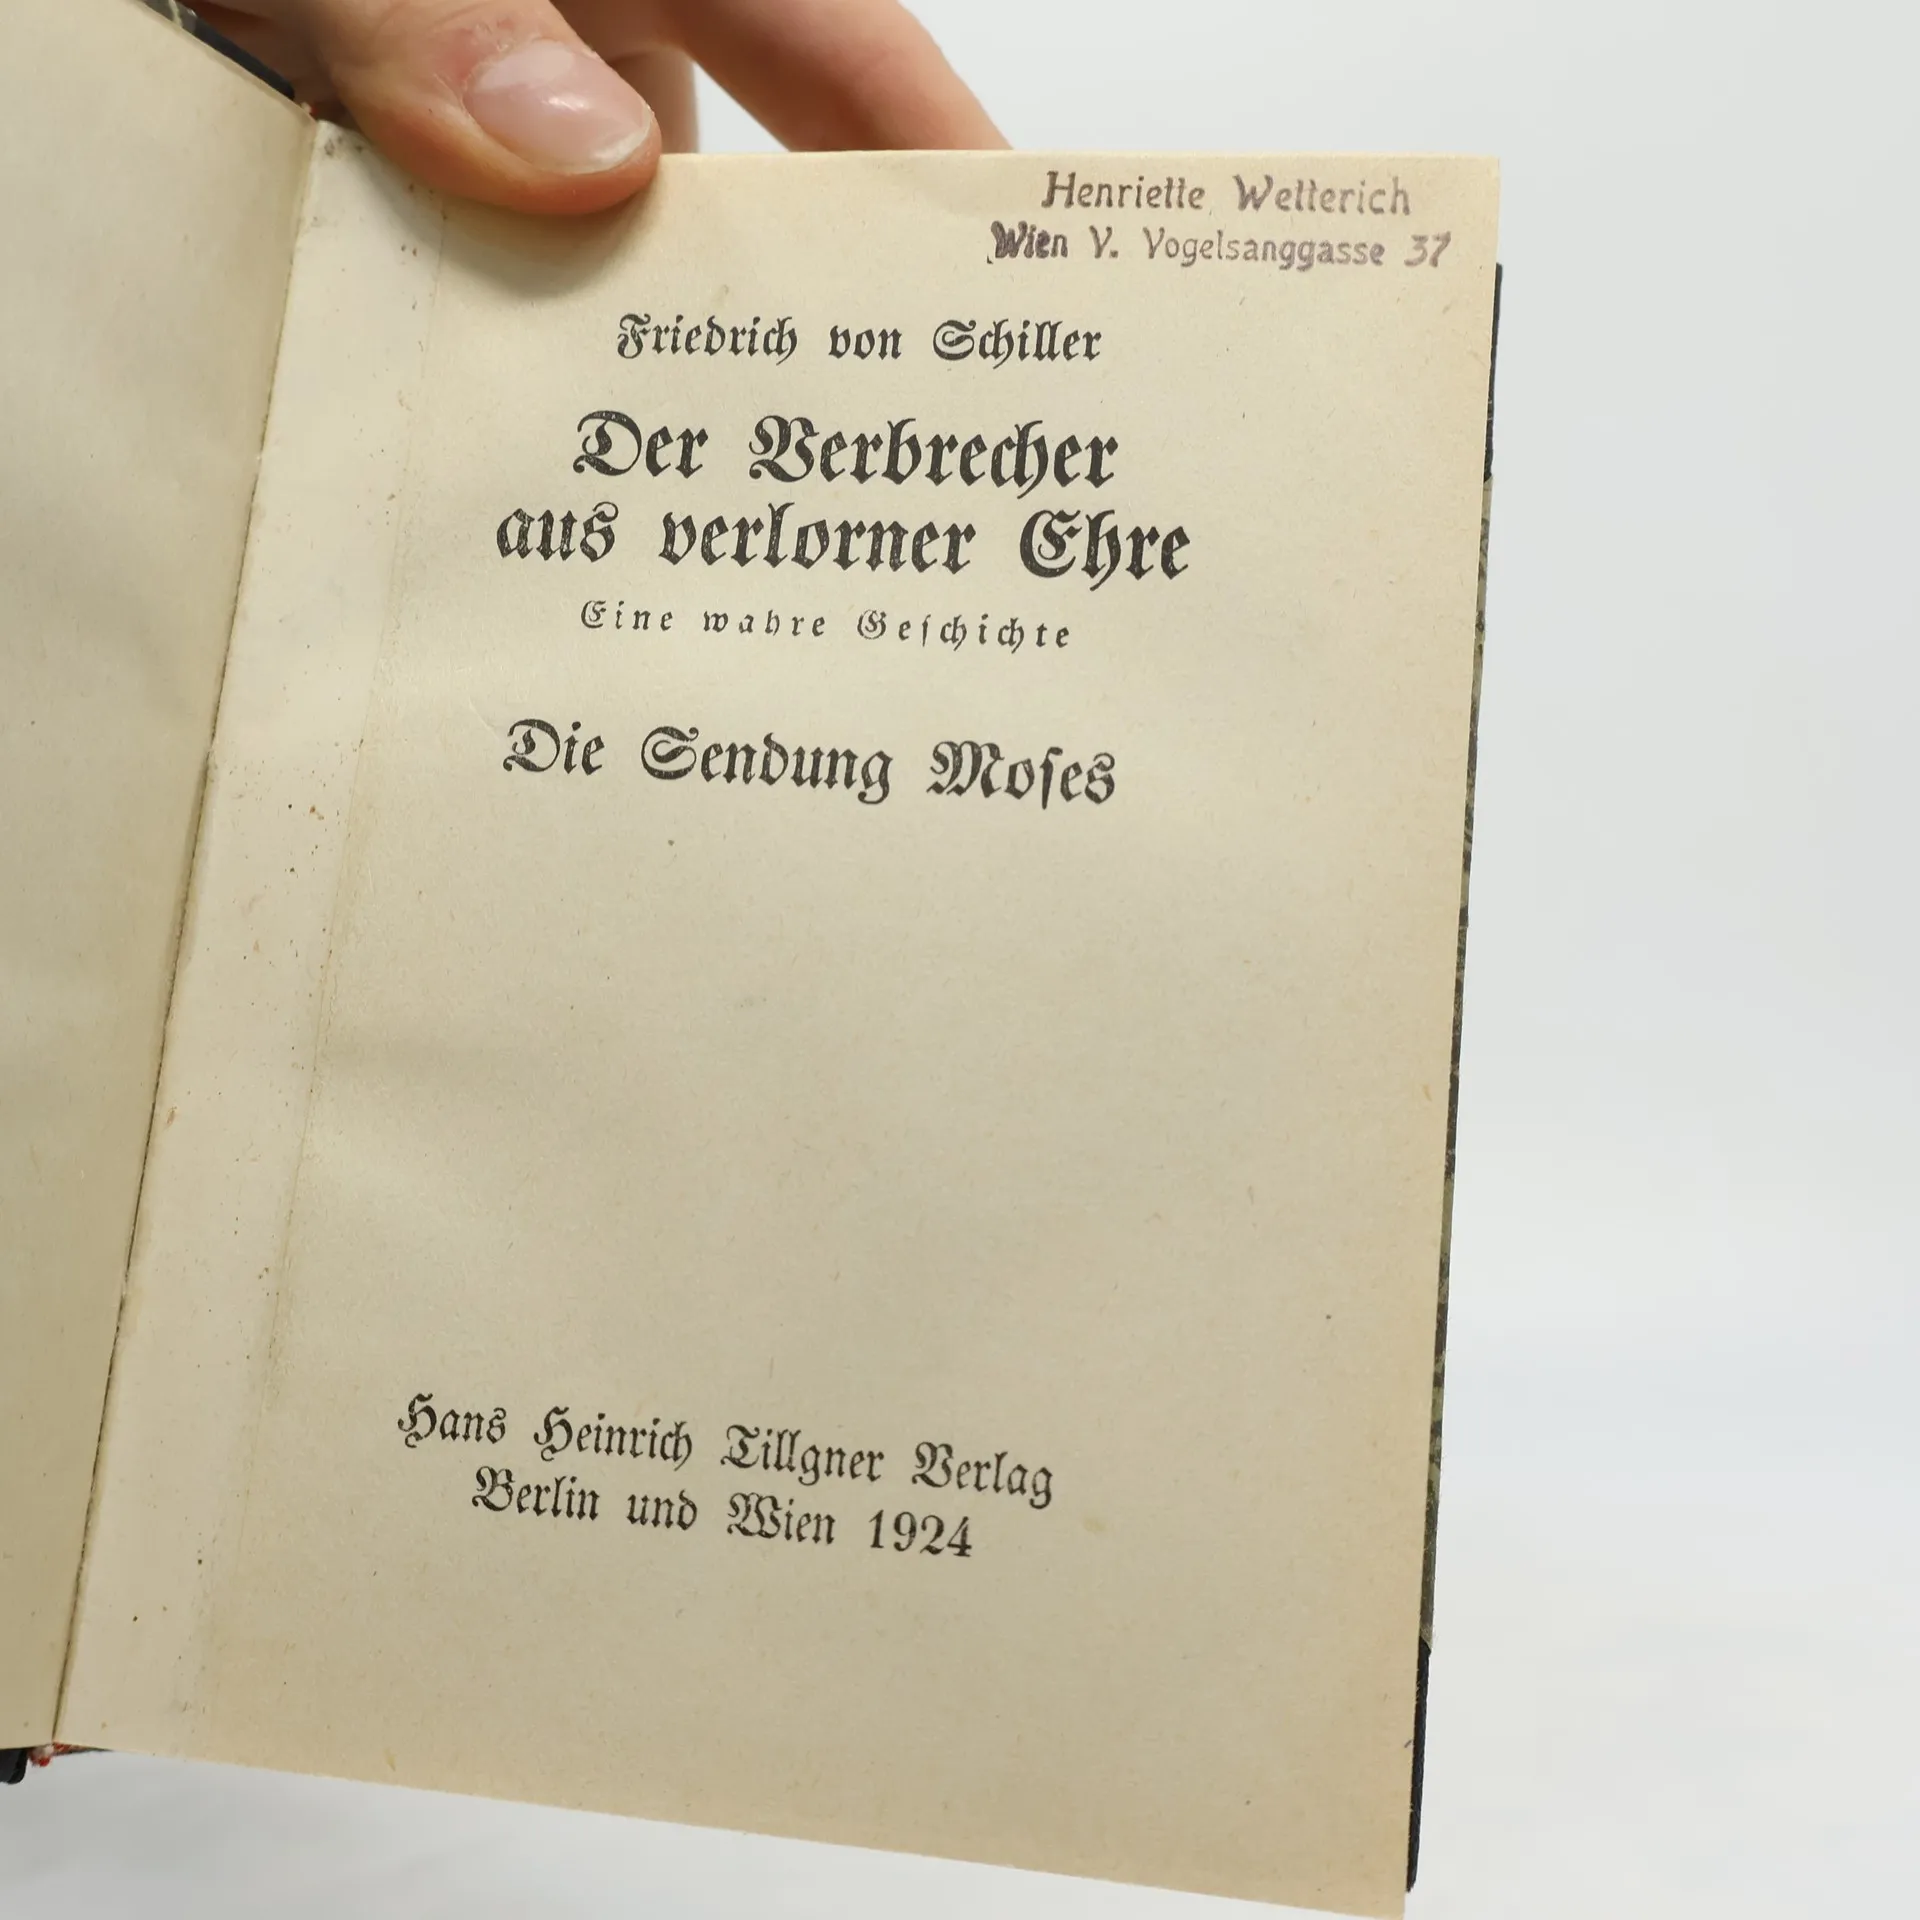 Henriette Wetterich
Wien V. Vogelsanggasse 37
Friedrich von Schiller
Der Verbrecher
aus verlorner Ehre
Eine wahre Geſchichte
Die Sendung Moſes
Hans Heinrich Tillgner Verlag
Berlin und Wien 1924